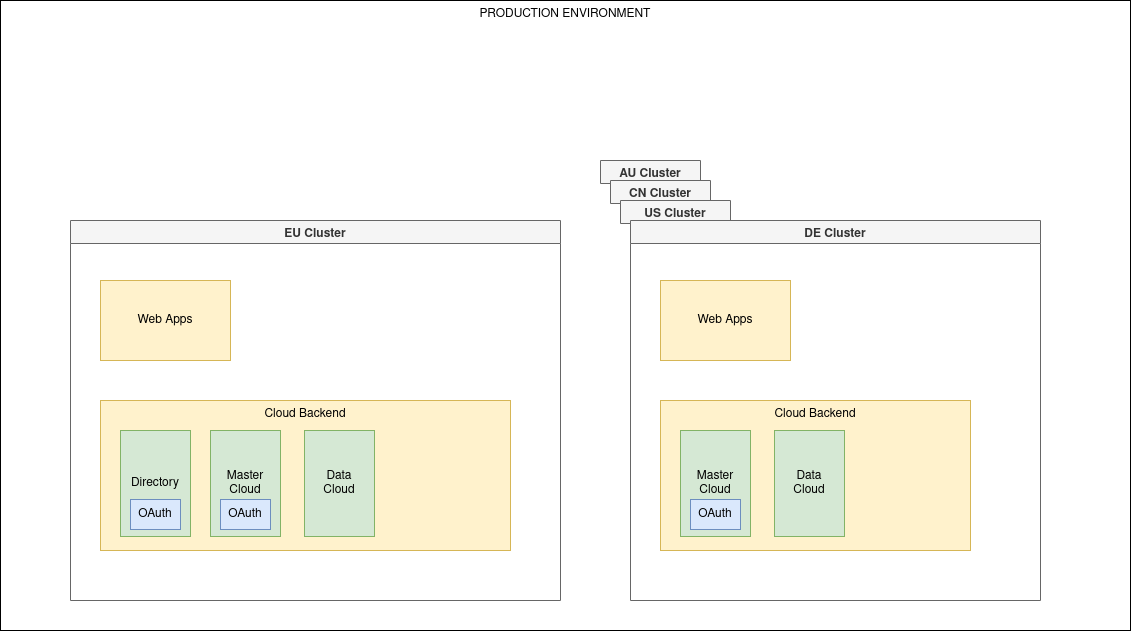 PRODUCTION ENVIRONMENT
AU Cluster
CN Cluster
US Cluster
EU Cluster
DE Cluster
Web Apps
Web Apps
Cloud Backend
Directory
OAuth
Master
Cloud
OAuth
Data
Cloud
Cloud Backend
Master
Cloud
OAuth
Data
Cloud